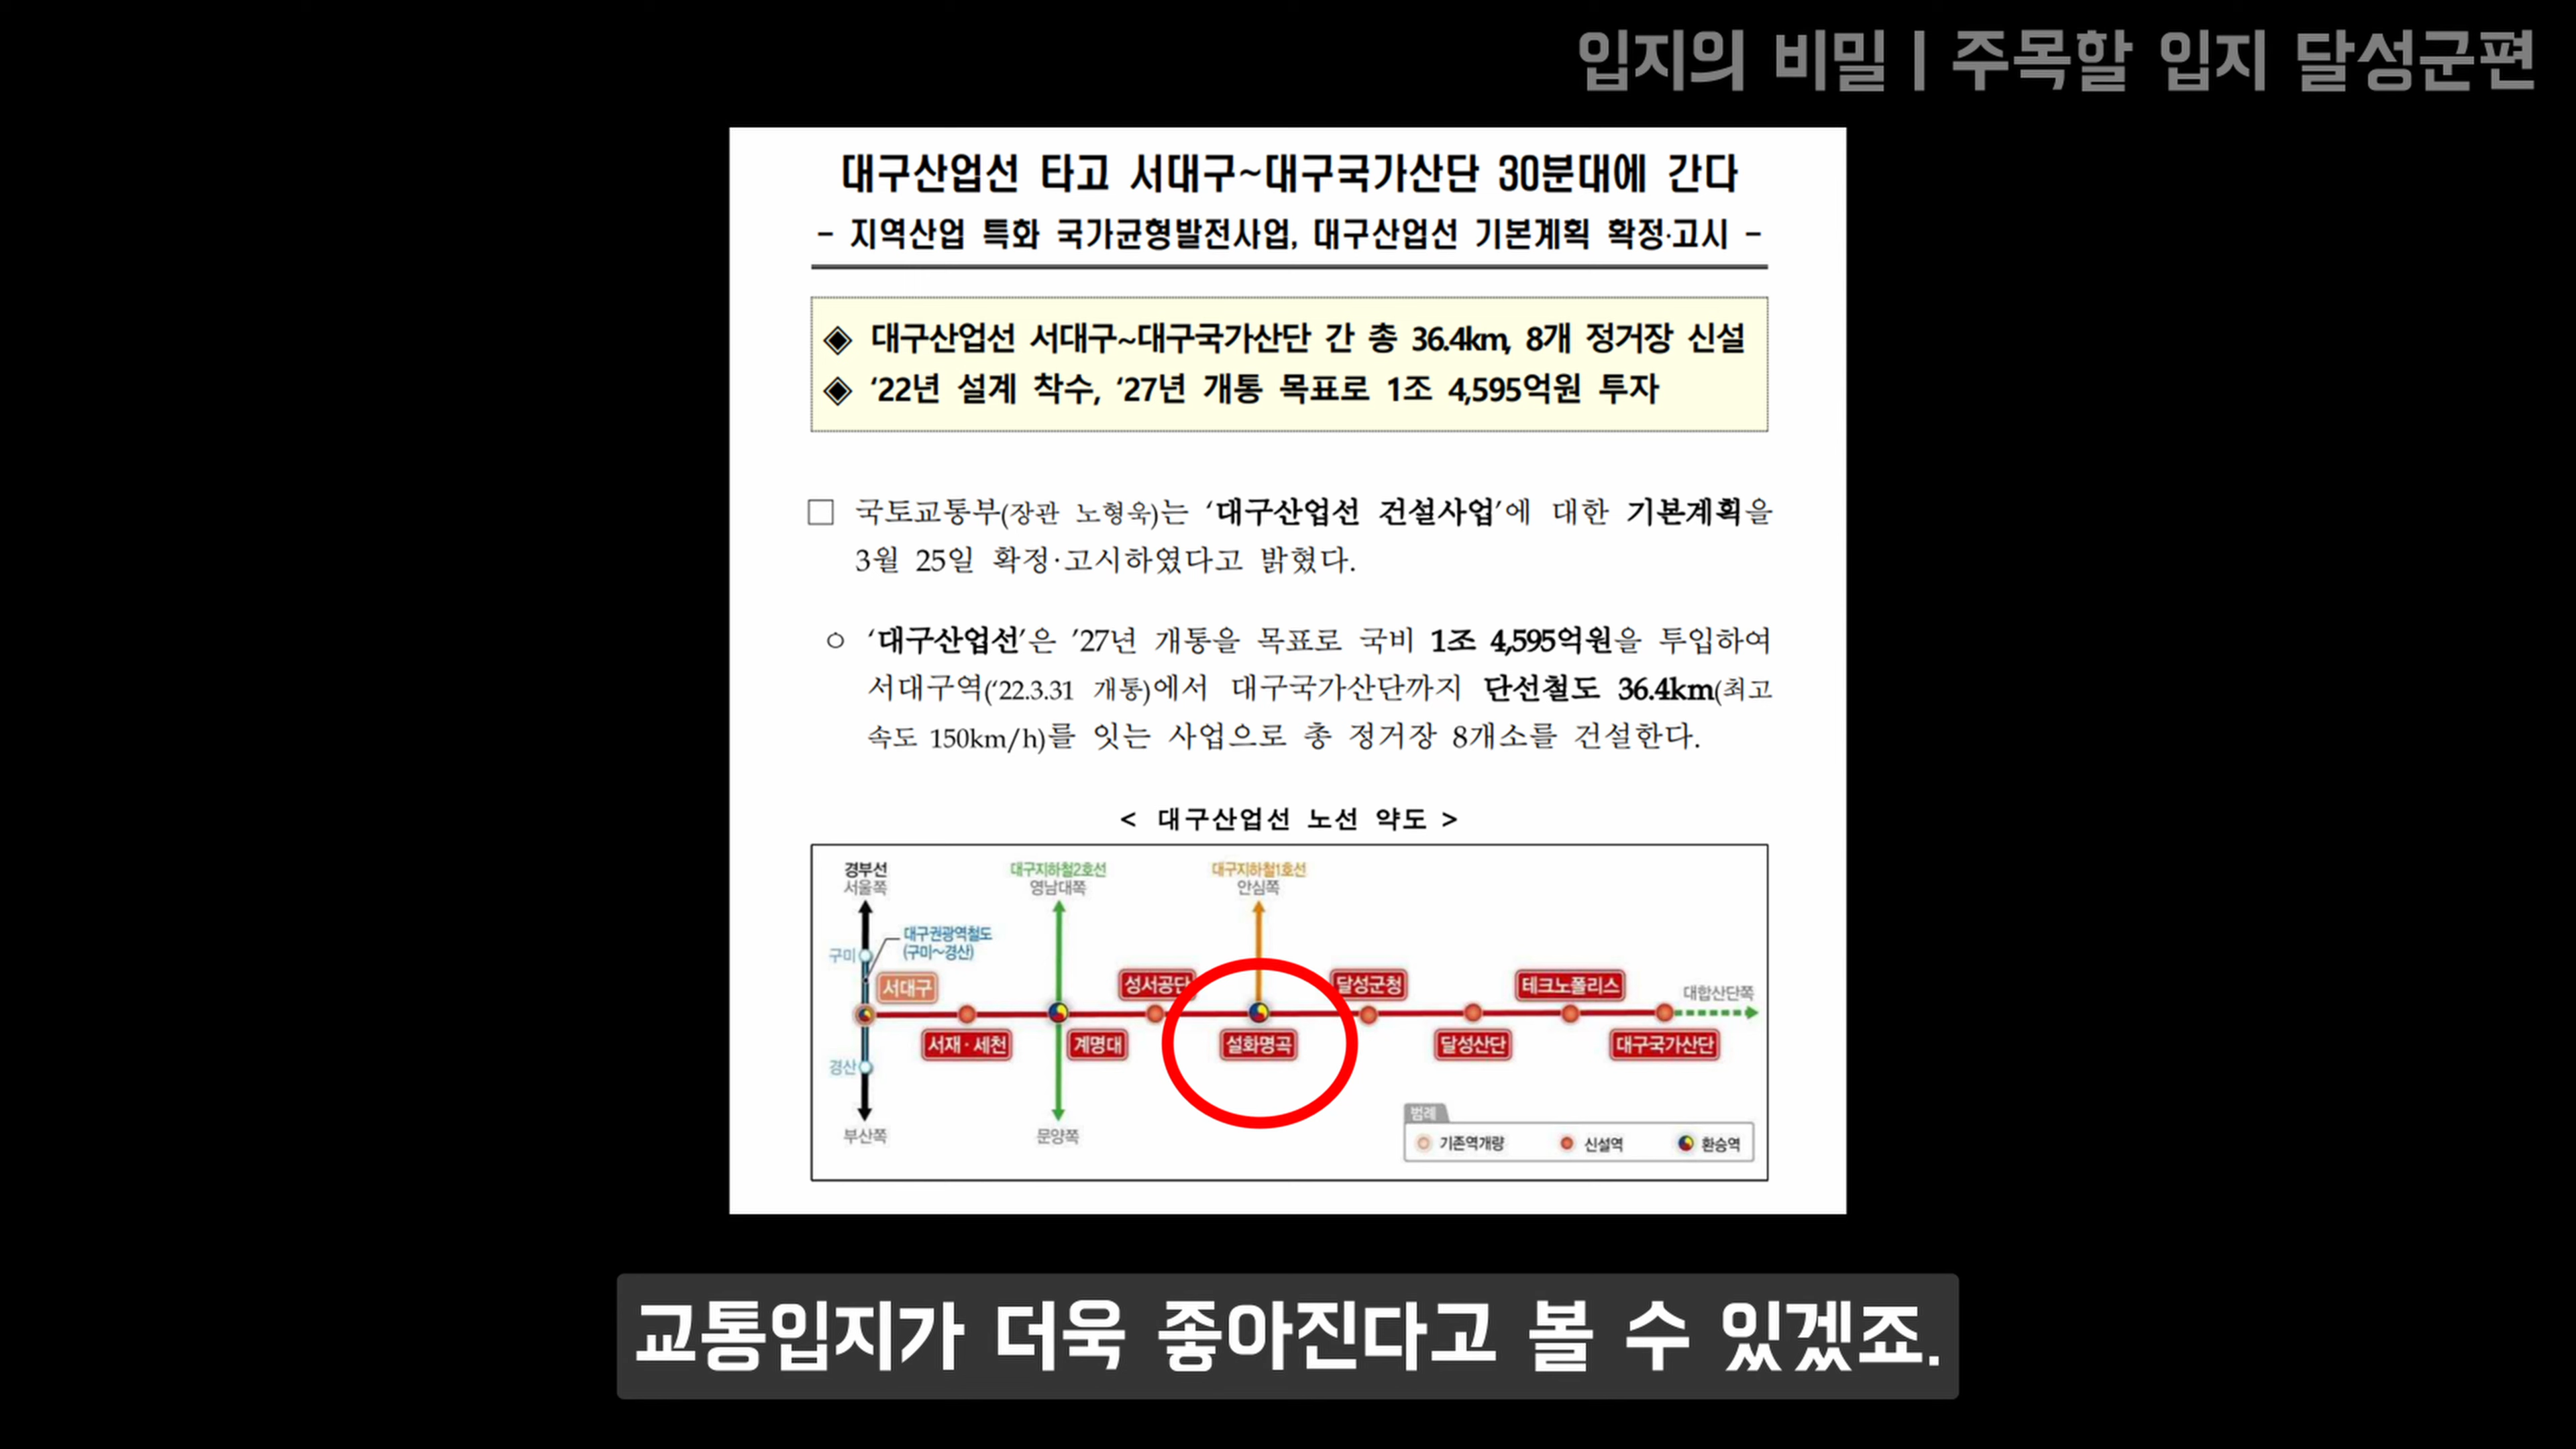 입지의 비밀 | 주목할 입지 달성군편
대구산업선 타고 서대구~대구국가산단 30분대에 간다
- 지역산업 특화 국가균형발전사업, 대구산업선 기본계획 확정·고시 -
◈ 대구산업선 서대구~대구국가산단 간 총 36.4km, 8개 정거장 신설
◈ ‘22년 설계 착수, ‘27년 개통 목표로 1조 4,595억원 투자
□ 국토교통부(장관 노형욱)는 ‘대구산업선 건설사업’에 대한 기본계획을
3월 25일 확정·고시하였다고 밝혔다.
ㅇ ‘대구산업선’은 ’27년 개통을 목표로 국비 1조 4,595억원을 투입하여
서대구역(‘22.3.31 개통)에서 대구국가산단까지 단선철도 36.4km(최고
속도 150km/h)를 잇는 사업으로 총 정거장 8개소를 건설한다.
< 대구산업선 노선 약도 >
경부선 대구지하철2호선 대구지하철1호선
서울쪽 영남대쪽 안심쪽
대구권광역철도
(구미~경산)
구미
서대구 성서공단 달성군청 테크노폴리스 대합산단쪽
서재·세천 계명대 설화명곡 달성산단 대구국가산단
경산
부산쪽 문양쪽
범례
기존역개량 신설역 환승역
교통입지가 더욱 좋아진다고 볼 수 있겠죠.